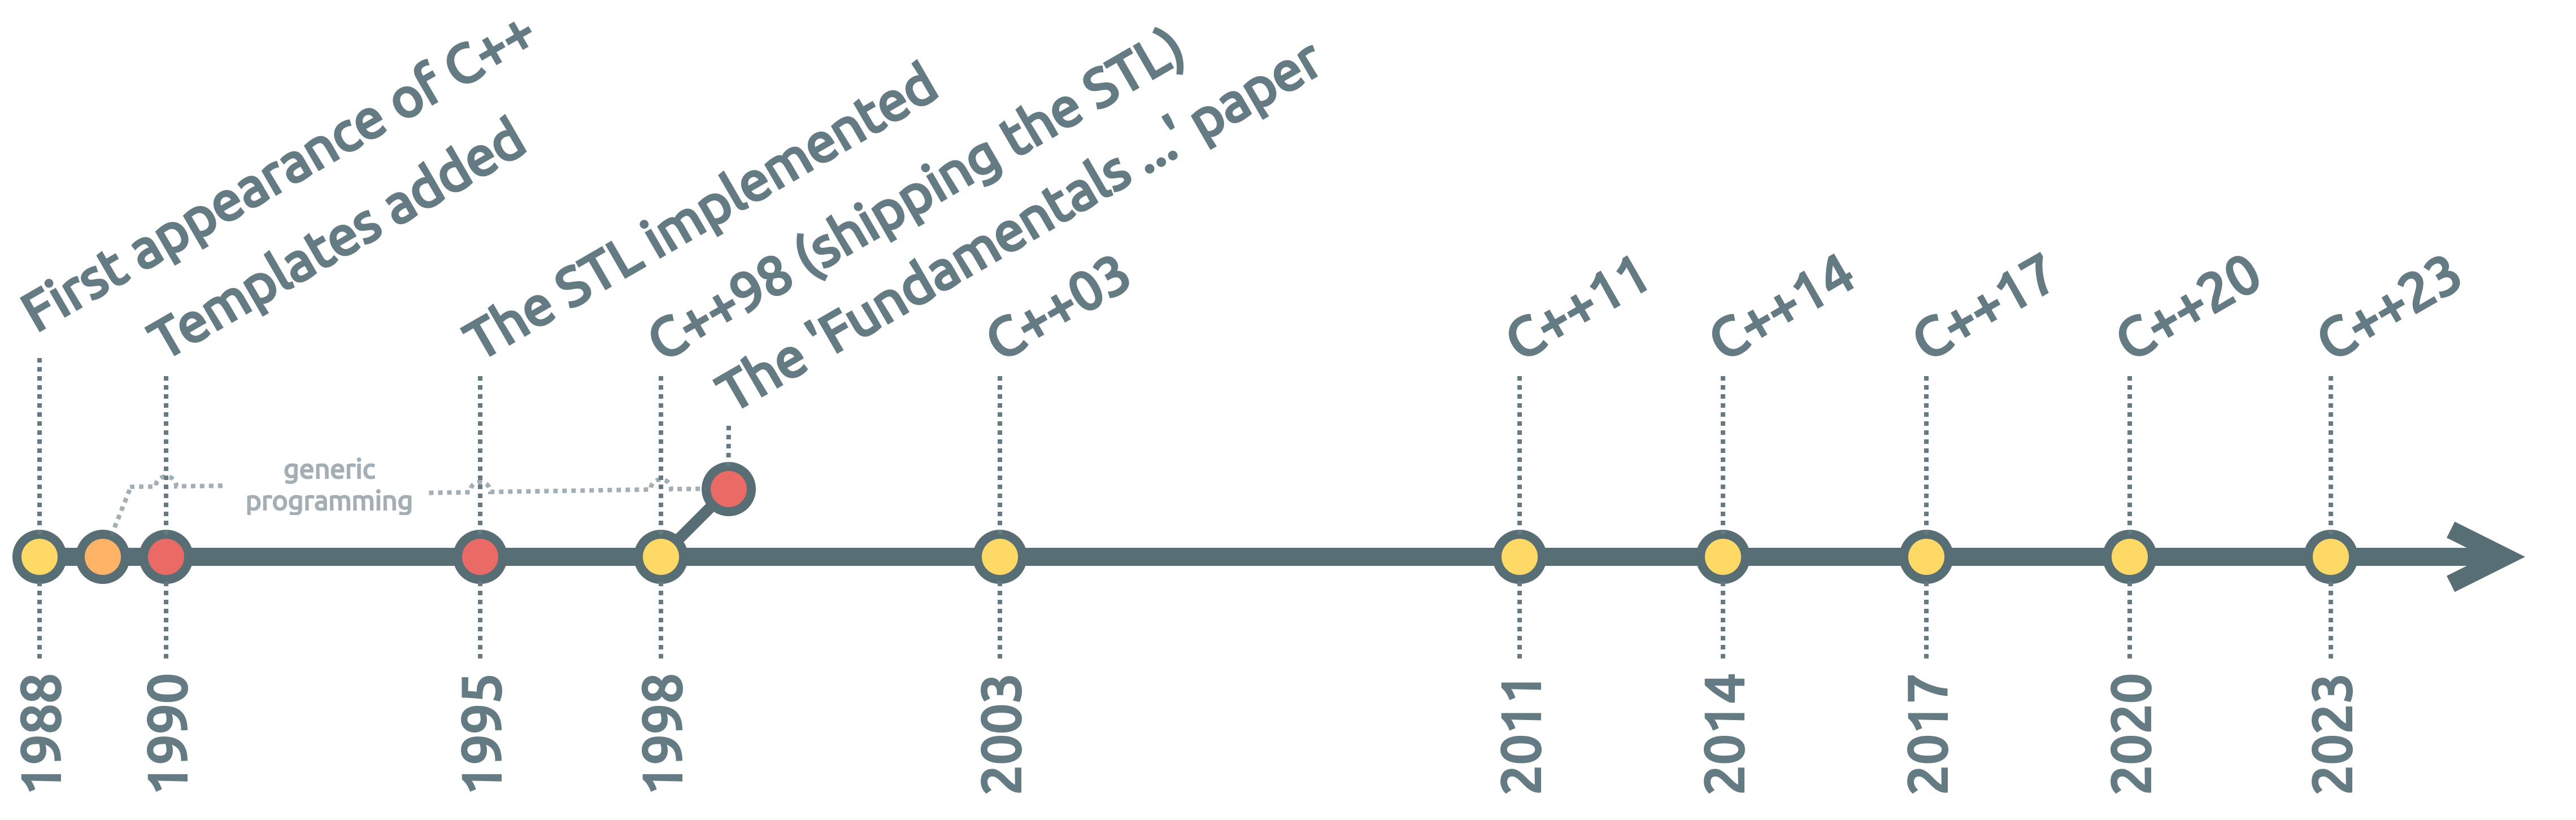 First appearance of C++
Templates added
The STL implemented
C++98 (shipping the STL)
The 'Fundamentals ...' paper
C++03
C++11
C++14
C++17
C++20
C++23
generic
programming
1988
1990
1995
1998
2003
2011
2014
2017
2020
2023